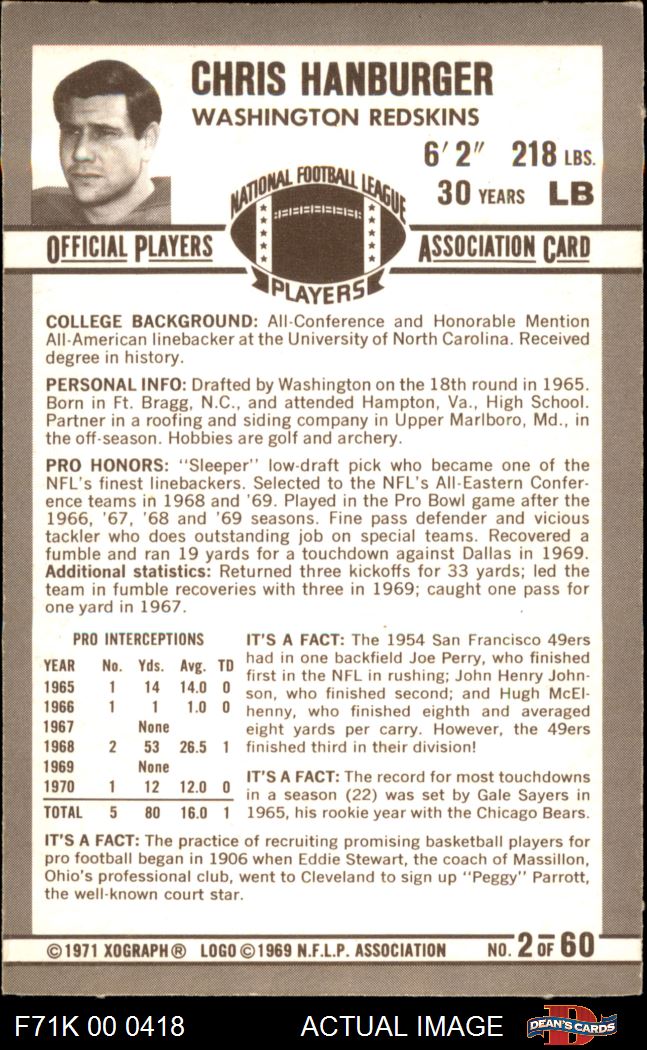 CHRIS HANBURGER
WASHINGTON REDSKINS
6' 2" 218 LBS.
30 YEARS LB
NATIONAL FOOTBALL LEAGUE
OFFICIAL PLAYERS ASSOCIATION CARD
PLAYERS
COLLEGE BACKGROUND: All-Conference and Honorable Mention
All-American linebacker at the University of North Carolina. Received
degree in history.
PERSONAL INFO: Drafted by Washington on the 18th round in 1965.
Born in Ft. Bragg, N.C., and attended Hampton, Va., High School.
Partner in a roofing and siding company in Upper Marlboro, Md., in
the off-season. Hobbies are golf and archery.
PRO HONORS: "Sleeper" low-draft pick who became one of the
NFL's finest linebackers. Selected to the NFL's All-Eastern Confer-
ence teams in 1968 and '69. Played in the Pro Bowl game after the
1966, '67, '68 and '69 seasons. Fine pass defender and vicious
tackler who does outstanding job on special teams. Recovered a
fumble and ran 19 yards for a touchdown against Dallas in 1969.
Additional statistics: Returned three kickoffs for 33 yards; led the
team in fumble recoveries with three in 1969; caught one pass for
one yard in 1967.
PRO INTERCEPTIONS
YEAR No. Yds. Avg. TD
1965 1 14 14.0 0
1966 1 1 1.0 0
1967 None
1968 2 53 26.5 1
1969 None
1970 1 12 12.0 0
TOTAL 5 80 16.0 1
IT'S A FACT: The 1954 San Francisco 49ers
had in one backfield Joe Perry, who finished
first in the NFL in rushing; John Henry John-
son, who finished second; and Hugh McEl-
henny, who finished eighth and averaged
eight yards per carry. However, the 49ers
finished third in their division!
IT'S A FACT: The record for most touchdowns
in a season (22) was set by Gale Sayers in
1965, his rookie year with the Chicago Bears.
IT'S A FACT: The practice of recruiting promising basketball players for
pro football began in 1906 when Eddie Stewart, the coach of Massillon,
Ohio's professional club, went to Cleveland to sign up "Peggy" Parrott,
the well-known court star.
©1971 XOGRAPH® LOGO ©1969 N.F.L.P. ASSOCIATION NO. 2 OF 60
F71K 00 0418 ACTUAL IMAGE D DEAN'S CARDS